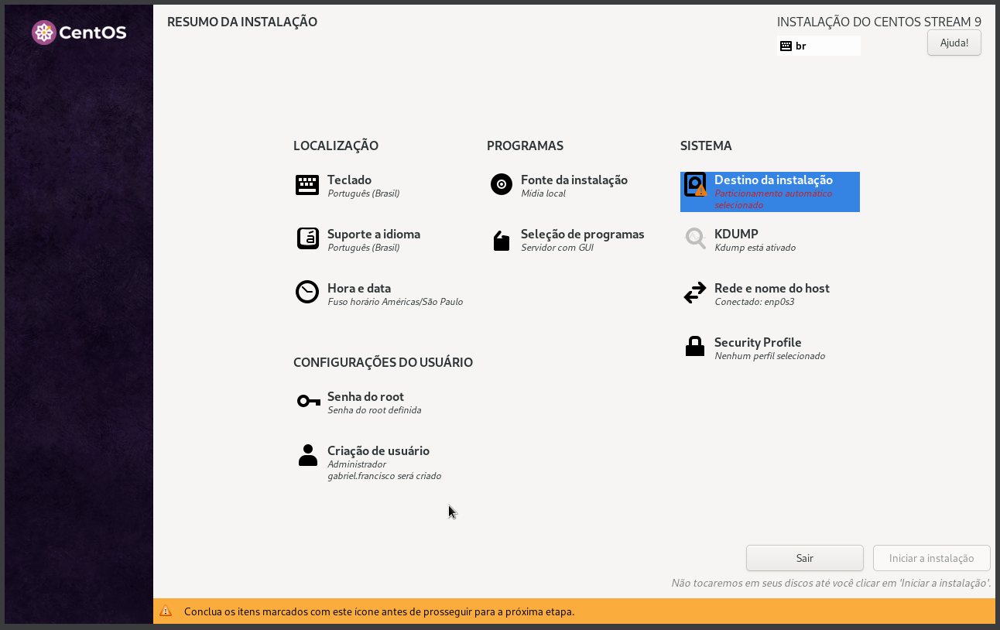 CentOS
RESUMO DA INSTALAÇÃO
INSTALAÇÃO DO CENTOS STREAM 9
br
Ajuda!
LOCALIZAÇÃO
Teclado
Português (Brasil)
Suporte a idioma
Português (Brasil)
Hora e data
Fuso horário Américas/São Paulo
PROGRAMAS
Fonte da instalação
Mídia local
Seleção de programas
Servidor com GUI
SISTEMA
Destino da instalação
Particionamento automático
selecionado
KDUMP
Kdump está ativado
Rede e nome do host
Conectado: enp0s3
Security Profile
Nenhum perfil selecionado
CONFIGURAÇÕES DO USUÁRIO
Senha do root
Senha do root definida
Criação de usuário
Administrador
gabriel.francisco será criado
Sair
Iniciar a instalação
Não tocaremos em seus discos até você clicar em 'Iniciar a instalação'.
Conclua os itens marcados com este ícone antes de prosseguir para a próxima etapa.